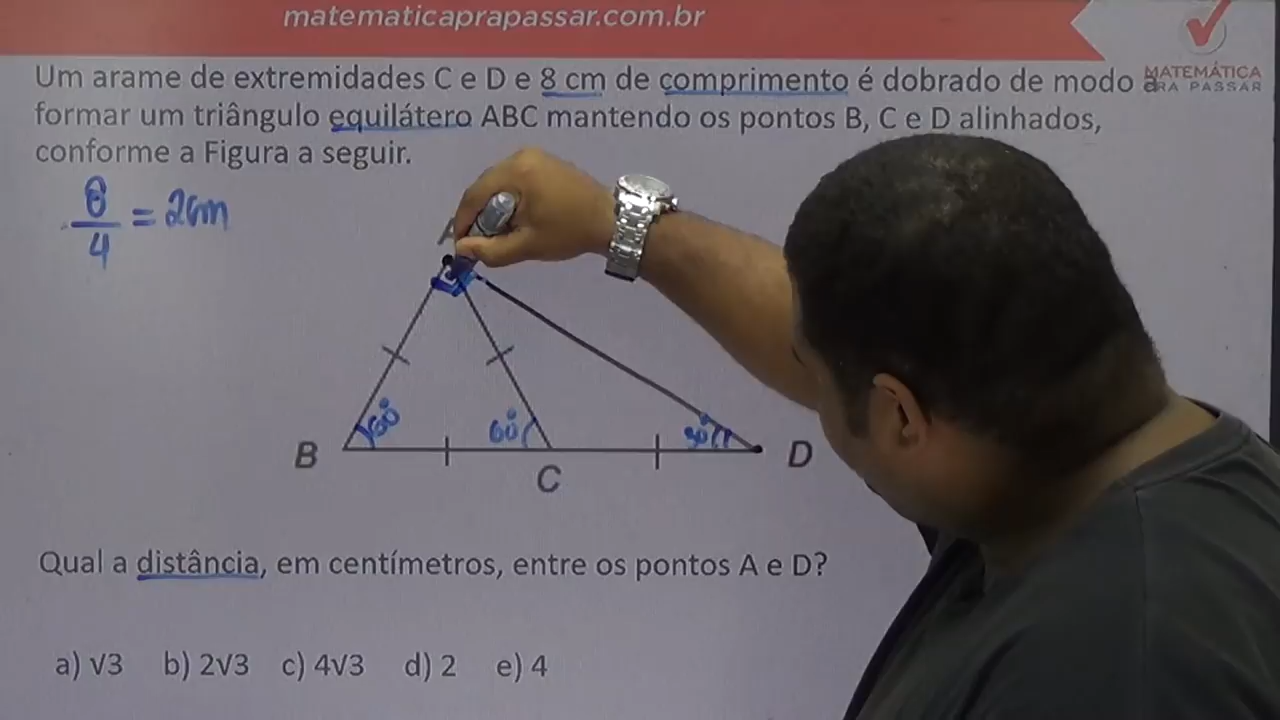 matematicaprapassar.com.br
MATEMÁTICA
PRA PASSAR
Um arame de extremidades C e D e 8 cm de comprimento é dobrado de modo a
formar um triângulo equilátero ABC mantendo os pontos B, C e D alinhados,
conforme a Figura a seguir.
8/4 = 2cm
A
60°
60°
30°
B
C
D
Qual a distância, em centímetros, entre os pontos A e D?
a) √3 b) 2√3 c) 4√3 d) 2 e) 4